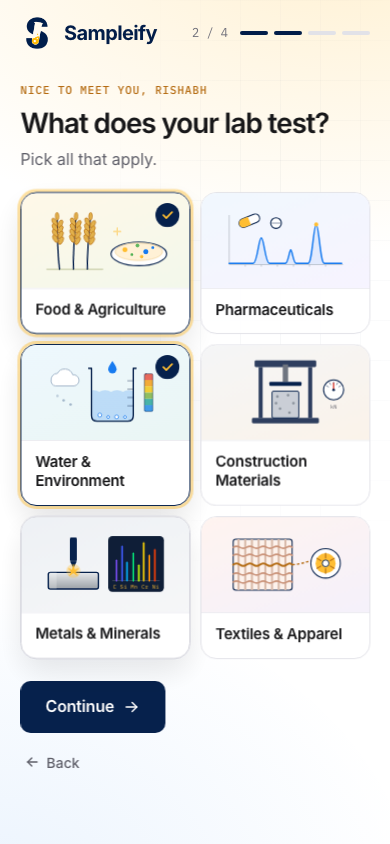 Sampleify
2 / 4
NICE TO MEET YOU, RISHABH
What does your lab test?
Pick all that apply.
Food & Agriculture
Pharmaceuticals
Water &
Environment
Construction
Materials
Metals & Minerals
Textiles & Apparel
Continue →
← Back